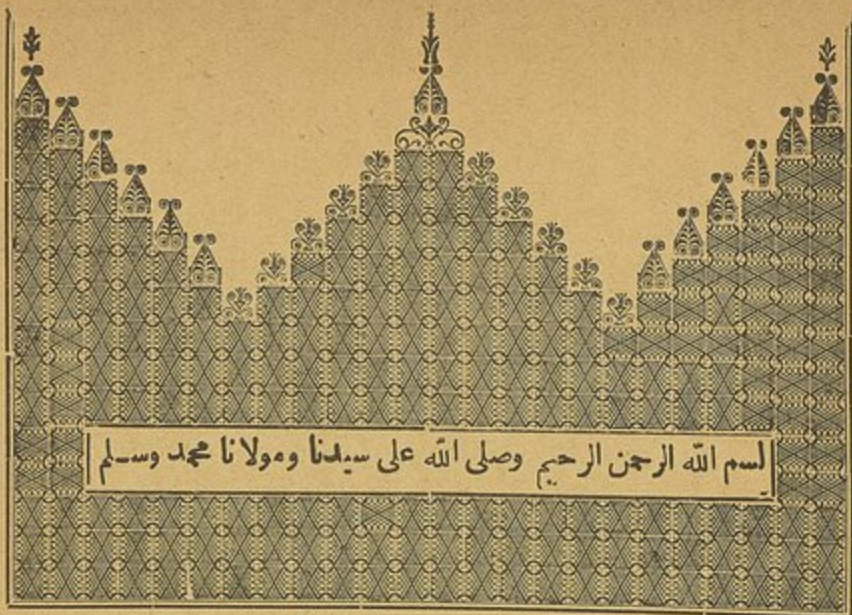 بسم الله الرحمن الرحيم وصلى الله على سيدنا ومولانا محمد وسلم